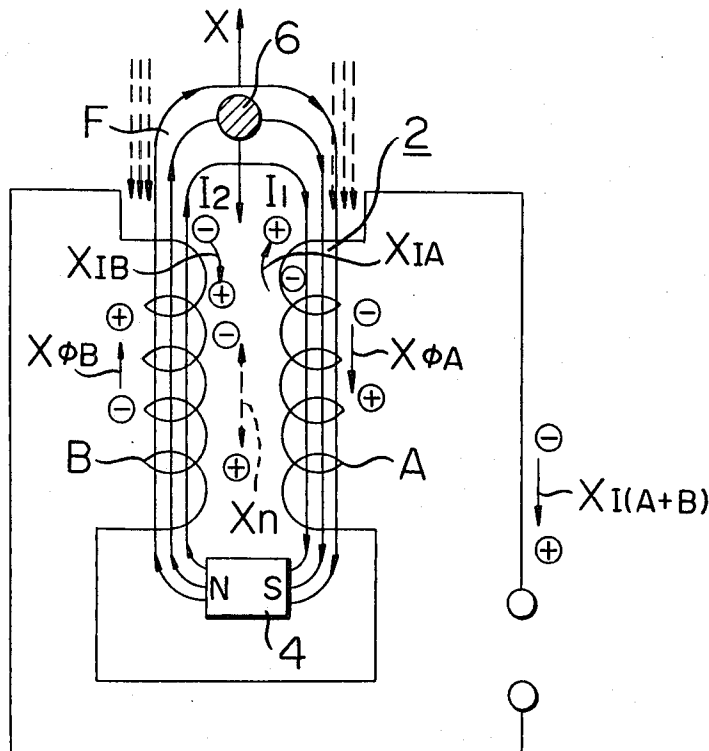 X
6
F
2
I2 I1
⊖ ⊕
XIB XIA
⊕ ⊖
⊕ ⊖ ⊖
XΦB XΦA
⊖ ⊕
⊖
B A
⊕
Xn
XI(A+B)
⊕
N S
4